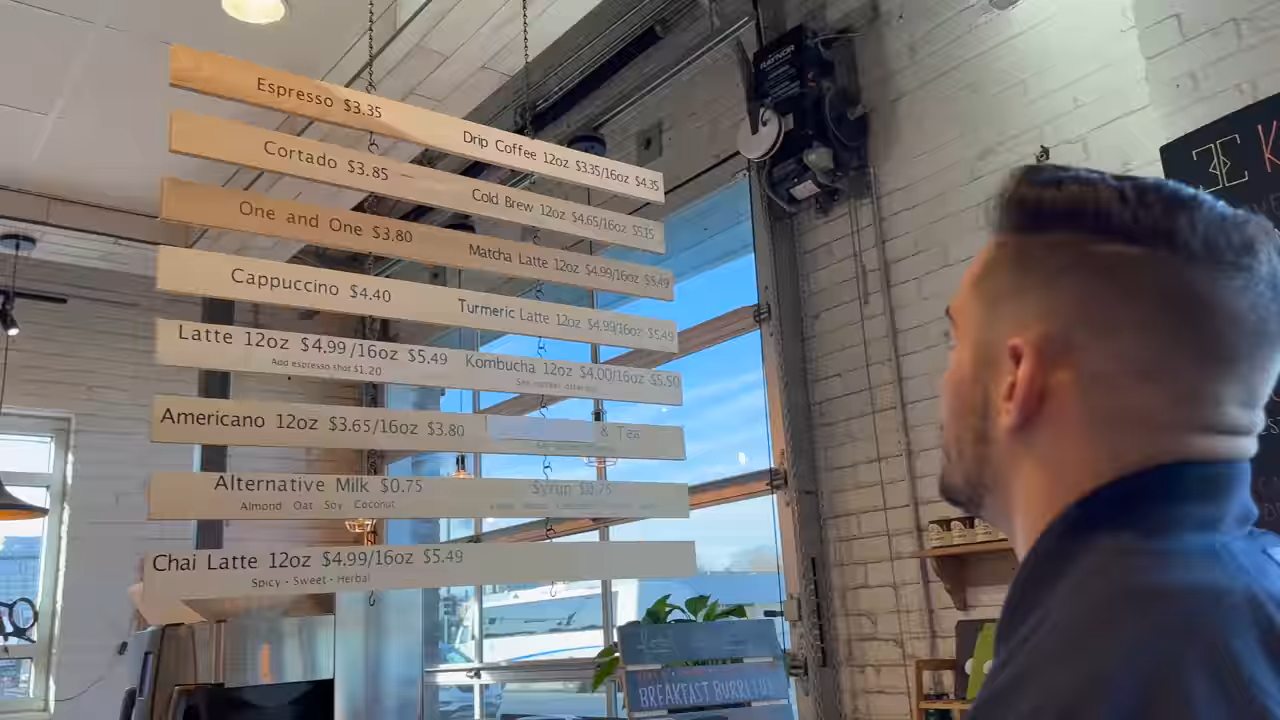 Espresso $3.35
Drip Coffee 12oz $3.35/16oz $4.35
Cortado $3.85
Cold Brew 12oz $4.65/16oz $5.15
One and One $3.80
Matcha Latte 12oz $4.99/16oz $5.49
Cappuccino $4.40
Turmeric Latte 12oz $4.99/16oz $5.49
Latte 12oz $4.99/16oz $5.49
Add espresso shot $1.20
Kombucha 12oz $4.00/16oz $5.50
Americano 12oz $3.65/16oz $3.80
& Tea
Alternative Milk $0.75
Almond Oat Soy Coconut
Syrup $0.75
Chai Latte 12oz $4.99/16oz $5.49
Spicy - Sweet - Herbal
RAYNOR
BREAKFAST BURRITO